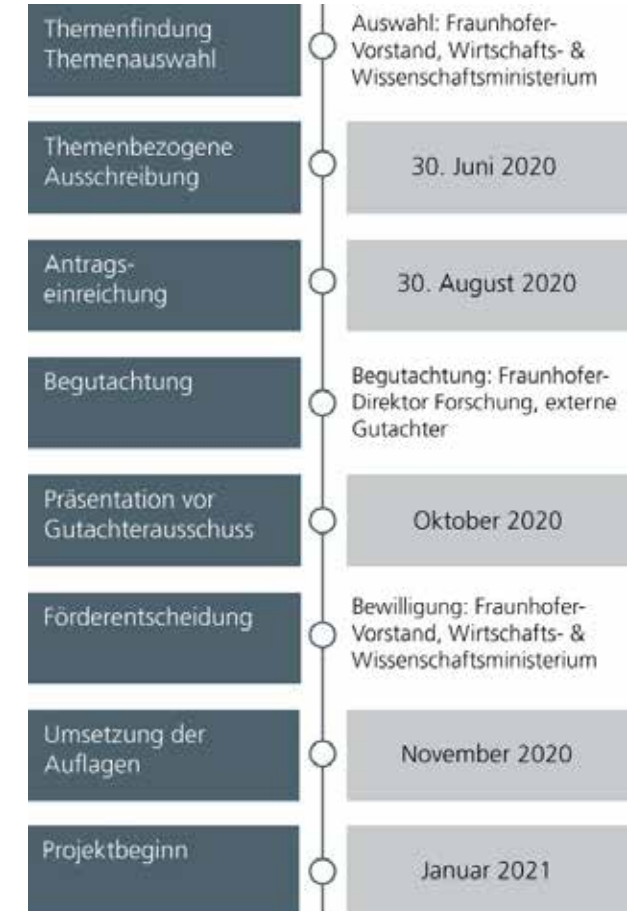 Themenfindung
Themenauswahl
Auswahl: Fraunhofer-
Vorstand, Wirtschafts- &
Wissenschaftsministerium
Themenbezogene
Ausschreibung
30. Juni 2020
Antrags-
einreichung
30. August 2020
Begutachtung
Begutachtung: Fraunhofer-
Direktor Forschung, externe
Gutachter
Präsentation vor
Gutachterausschuss
Oktober 2020
Förderentscheidung
Bewilligung: Fraunhofer-
Vorstand, Wirtschafts- &
Wissenschaftsministerium
Umsetzung der
Auflagen
November 2020
Projektbeginn
Januar 2021